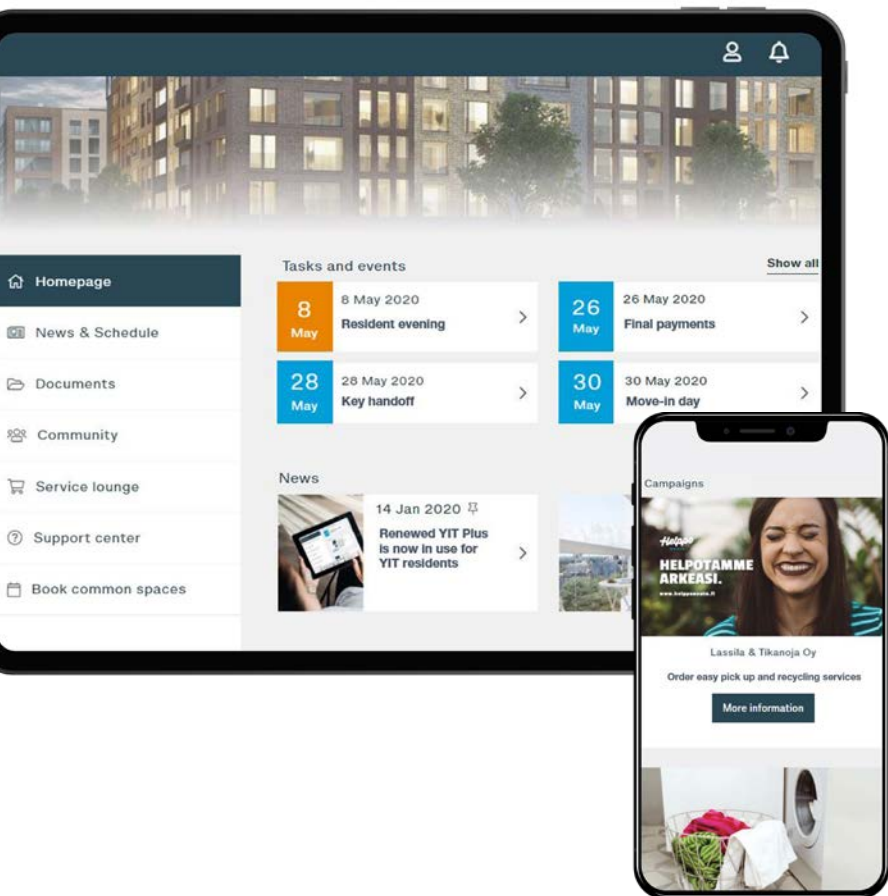 Homepage
News & Schedule
Documents
Community
Service lounge
Support center
Book common spaces
Tasks and events
Show all
8
May
8 May 2020
Resident evening
26
May
26 May 2020
Final payments
28
May
28 May 2020
Key handoff
30
May
30 May 2020
Move-in day
News
14 Jan 2020
Renewed YIT Plus
is now in use for
YIT residents
Campaigns
Helppo
HELPOTAMME
ARKEASI.
Lassila & Tikanoja Oy
Order easy pick up and recycling services
More information